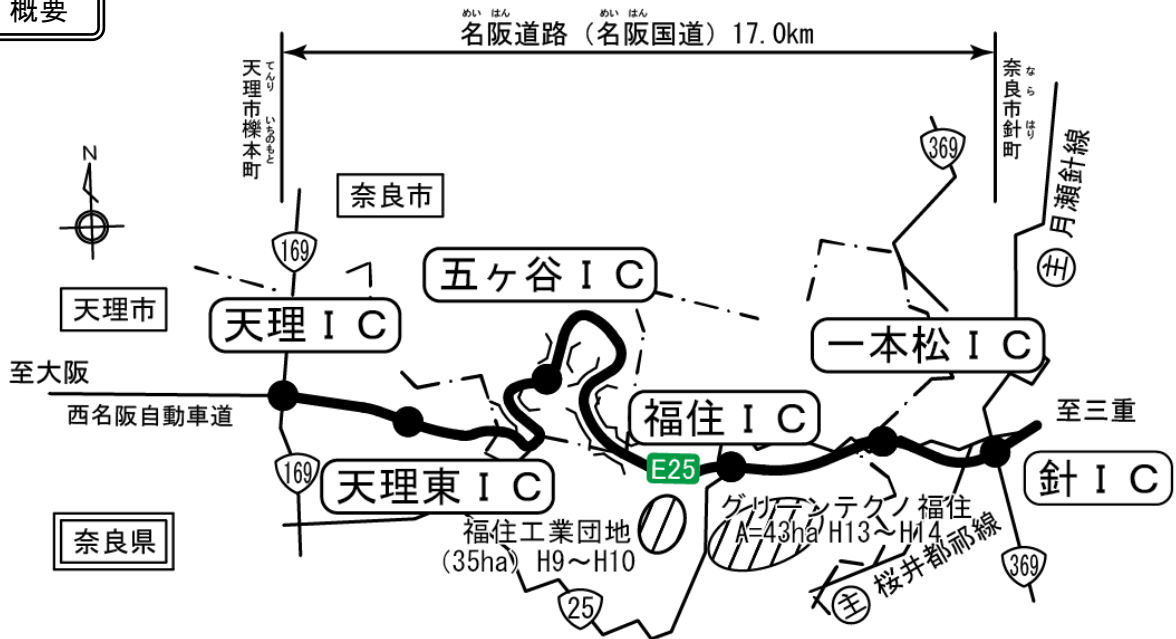 概要
めい はん めい はん
名阪道路（名阪国道）17.0km
てんり いちのもと
天理市櫟本町
なら はり
奈良市針町
N
奈良市
369
月瀬針線
主
169
五ヶ谷ＩＣ
天理市
天理ＩＣ
一本松ＩＣ
至大阪
西名阪自動車道
福住ＩＣ
至三重
E25
169
天理東ＩＣ
針ＩＣ
福住工業団地
(35ha) H9～H10
グリーンテクノ福住
A=43ha H13～H14
奈良県
桜井都祁線
主
369
25